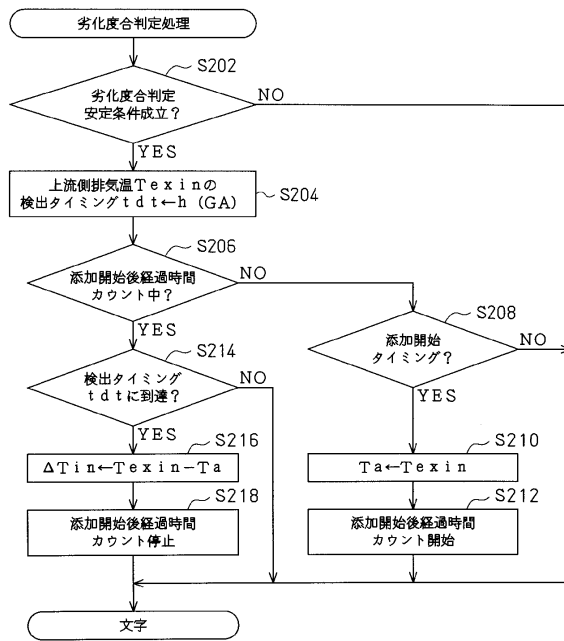 劣化度合判定処理
S202
劣化度合判定
安定条件成立？
NO
YES
上流側排気温Ｔｅｘｉｎの
検出タイミングｔｄｔ←ｈ（GA）
S204
S206
添加開始後経過時間
カウント中？
NO
YES
S208
添加開始
タイミング？
NO
YES
S214
検出タイミング
ｔｄｔに到達？
NO
YES
S216
ΔＴｉｎ←Ｔｅｘｉｎ－Ｔａ
S210
Ｔａ←Ｔｅｘｉｎ
S218
添加開始後経過時間
カウント停止
S212
添加開始後経過時間
カウント開始
文字